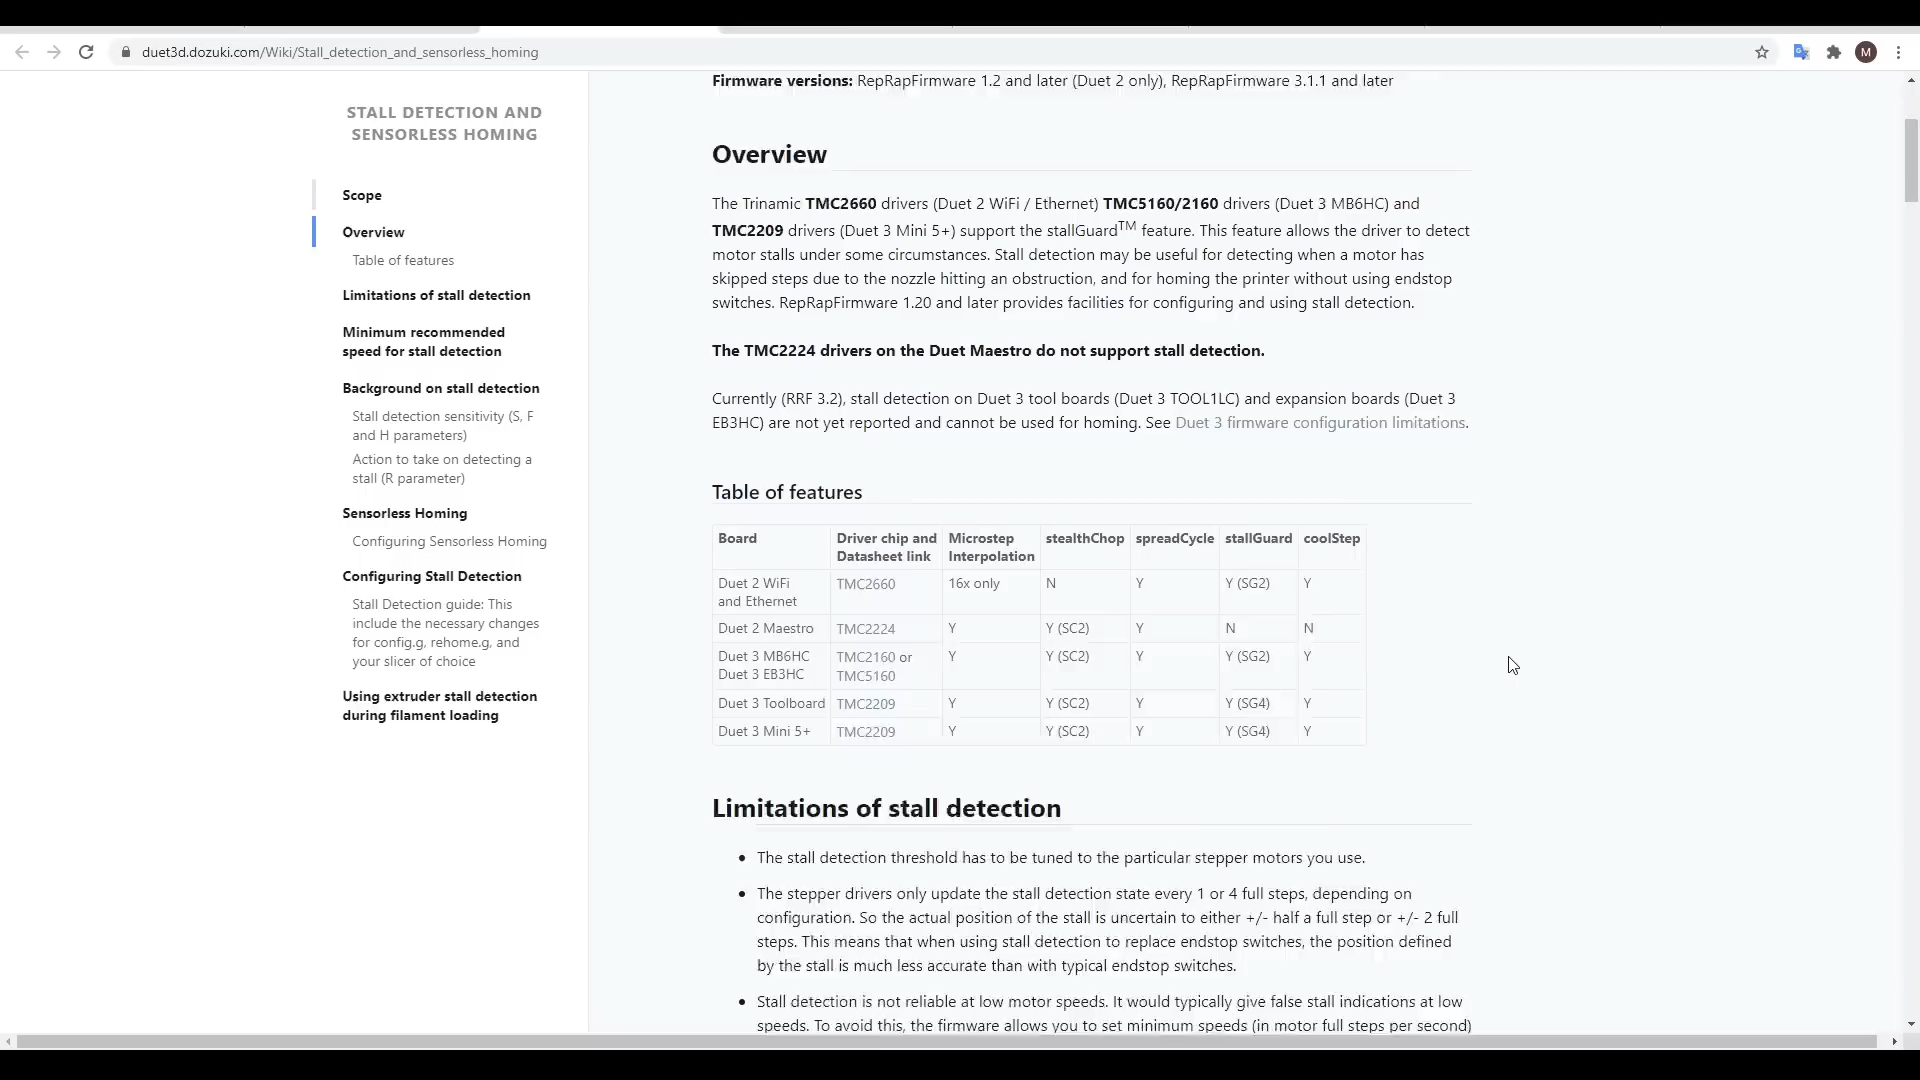 duet3d.dozuki.com/Wiki/Stall_detection_and_sensorless_homing
M
STALL DETECTION AND
SENSORLESS HOMING
Scope
Overview
Table of features
Limitations of stall detection
Minimum recommended
speed for stall detection
Background on stall detection
Stall detection sensitivity (S, F
and H parameters)
Action to take on detecting a
stall (R parameter)
Sensorless Homing
Configuring Sensorless Homing
Configuring Stall Detection
Stall Detection guide: This
include the necessary changes
for config.g, rehome.g, and
your slicer of choice
Using extruder stall detection
during filament loading
Firmware versions: RepRapFirmware 1.2 and later (Duet 2 only), RepRapFirmware 3.1.1 and later
Overview
The Trinamic TMC2660 drivers (Duet 2 WiFi / Ethernet) TMC5160/2160 drivers (Duet 3 MB6HC) and
TMC2209 drivers (Duet 3 Mini 5+) support the stallGuardTM feature. This feature allows the driver to detect
motor stalls under some circumstances. Stall detection may be useful for detecting when a motor has
skipped steps due to the nozzle hitting an obstruction, and for homing the printer without using endstop
switches. RepRapFirmware 1.20 and later provides facilities for configuring and using stall detection.
The TMC2224 drivers on the Duet Maestro do not support stall detection.
Currently (RRF 3.2), stall detection on Duet 3 tool boards (Duet 3 TOOL1LC) and expansion boards (Duet 3
EB3HC) are not yet reported and cannot be used for homing. See Duet 3 firmware configuration limitations.
Table of features
Board Driver chip and Datasheet link Microstep Interpolation stealthChop spreadCycle stallGuard coolStep
Duet 2 WiFi and Ethernet TMC2660 16x only N Y Y (SG2) Y
Duet 2 Maestro TMC2224 Y Y (SC2) Y N N
Duet 3 MB6HC Duet 3 EB3HC TMC2160 or TMC5160 Y Y (SC2) Y Y (SG2) Y
Duet 3 Toolboard TMC2209 Y Y (SC2) Y Y (SG4) Y
Duet 3 Mini 5+ TMC2209 Y Y (SC2) Y Y (SG4) Y
Limitations of stall detection
• The stall detection threshold has to be tuned to the particular stepper motors you use.
• The stepper drivers only update the stall detection state every 1 or 4 full steps, depending on
configuration. So the actual position of the stall is uncertain to either +/- half a full step or +/- 2 full
steps. This means that when using stall detection to replace endstop switches, the position defined
by the stall is much less accurate than with typical endstop switches.
• Stall detection is not reliable at low motor speeds. It would typically give false stall indications at low
speeds. To avoid this, the firmware allows you to set minimum speeds (in motor full steps per second)